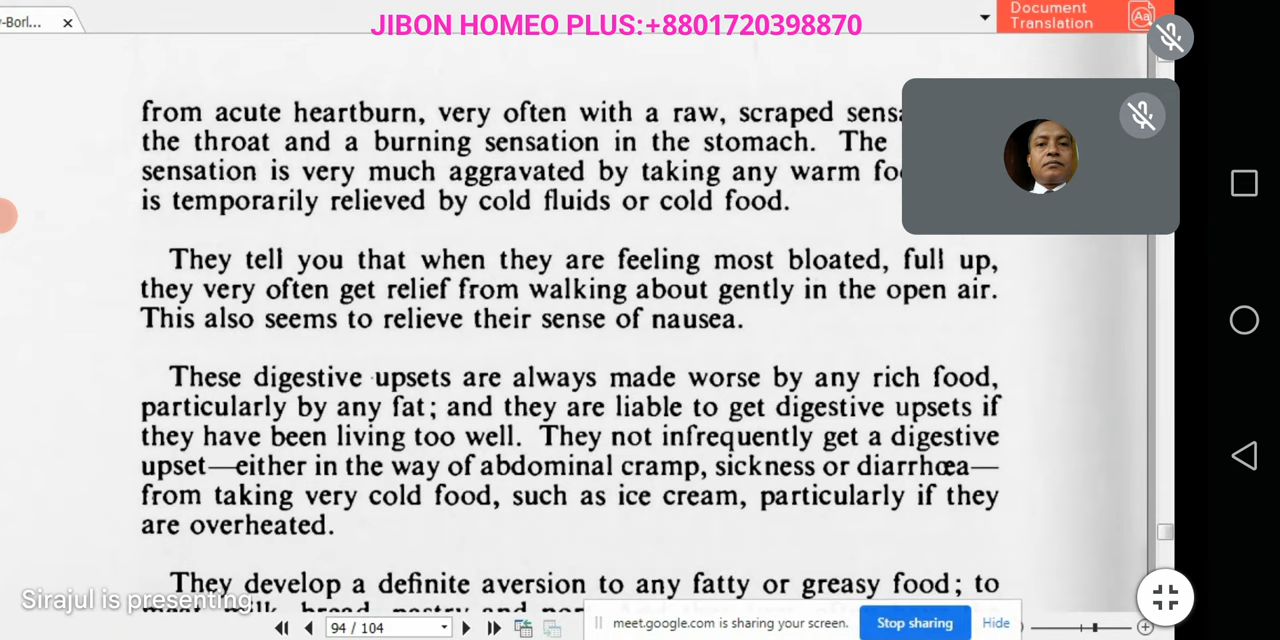 y-Borl...
JIBON HOMEO PLUS:+8801720398870
Document
Translation
from acute heartburn, very often with a raw, scraped
the throat and a burning sensation in the stomach. The
sensation is very much aggravated by taking any warm
is temporarily relieved by cold fluids or cold food.
They tell you that when they are feeling most bloated, full up,
they very often get relief from walking about gently in the open air.
This also seems to relieve their sense of nausea.
These digestive upsets are always made worse by any rich food,
particularly by any fat; and they are liable to get digestive upsets if
they have been living too well. They not infrequently get a digestive
upset—either in the way of abdominal cramp, sickness or diarrhœa—
from taking very cold food, such as ice cream, particularly if they
are overheated.
They develop a definite aversion to any fatty or greasy food; to
Sirajul is presenting
94 / 104
meet.google.com is sharing your screen.
Stop sharing
Hide